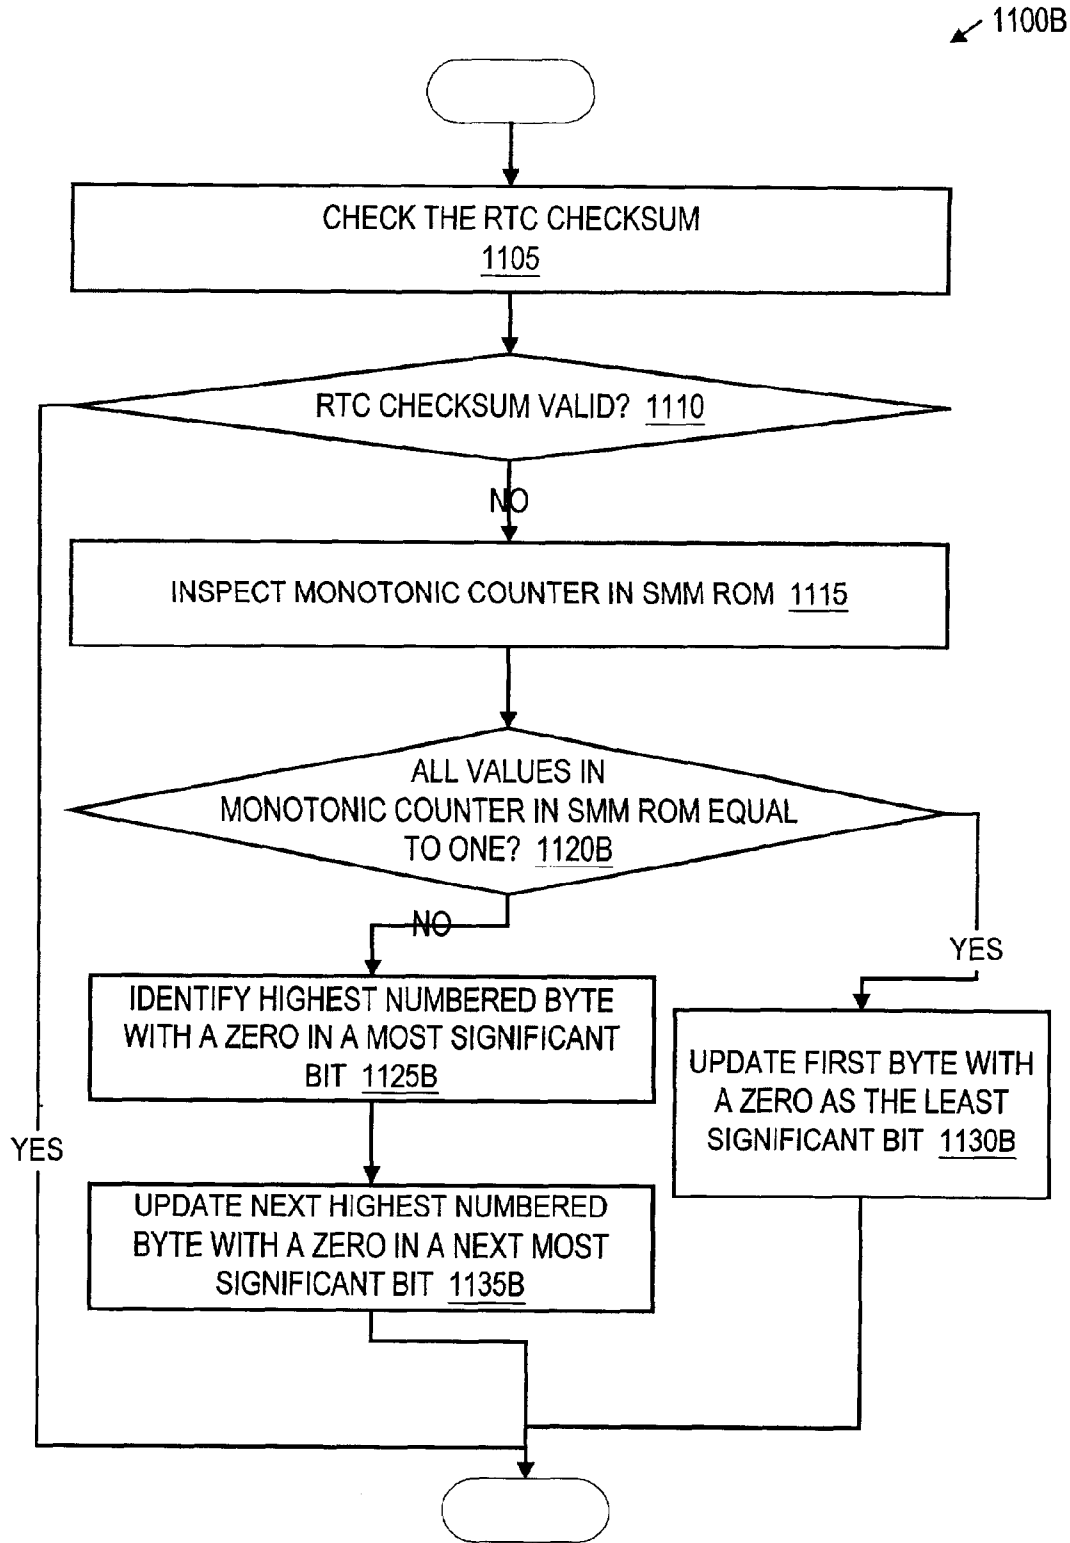 1100B
CHECK THE RTC CHECKSUM
1105
RTC CHECKSUM VALID? 1110
NO
INSPECT MONOTONIC COUNTER IN SMM ROM 1115
ALL VALUES IN
MONOTONIC COUNTER IN SMM ROM EQUAL
TO ONE? 1120B
NO
YES
IDENTIFY HIGHEST NUMBERED BYTE
WITH A ZERO IN A MOST SIGNIFICANT
BIT 1125B
UPDATE FIRST BYTE WITH
A ZERO AS THE LEAST
SIGNIFICANT BIT 1130B
YES
UPDATE NEXT HIGHEST NUMBERED
BYTE WITH A ZERO IN A NEXT MOST
SIGNIFICANT BIT 1135B